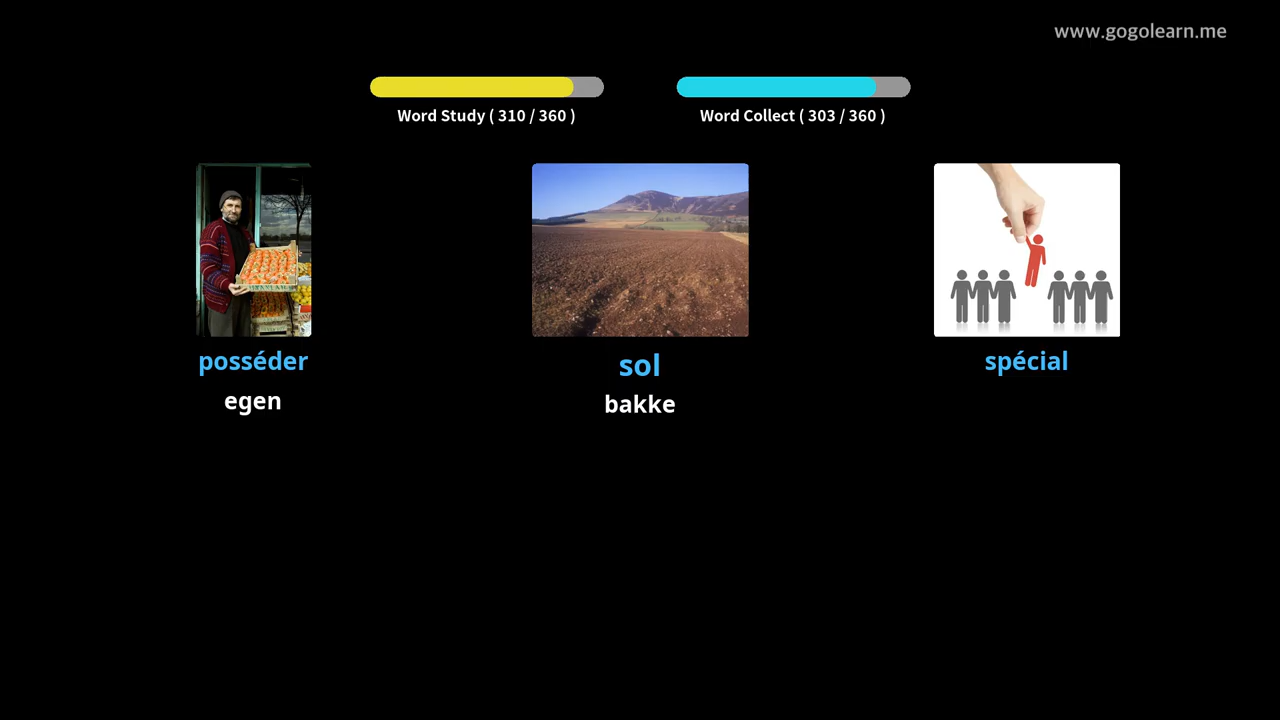 www.gogolearn.me
Word Study ( 310 / 360 )
Word Collect ( 303 / 360 )
posséder
sol
spécial
egen
bakke